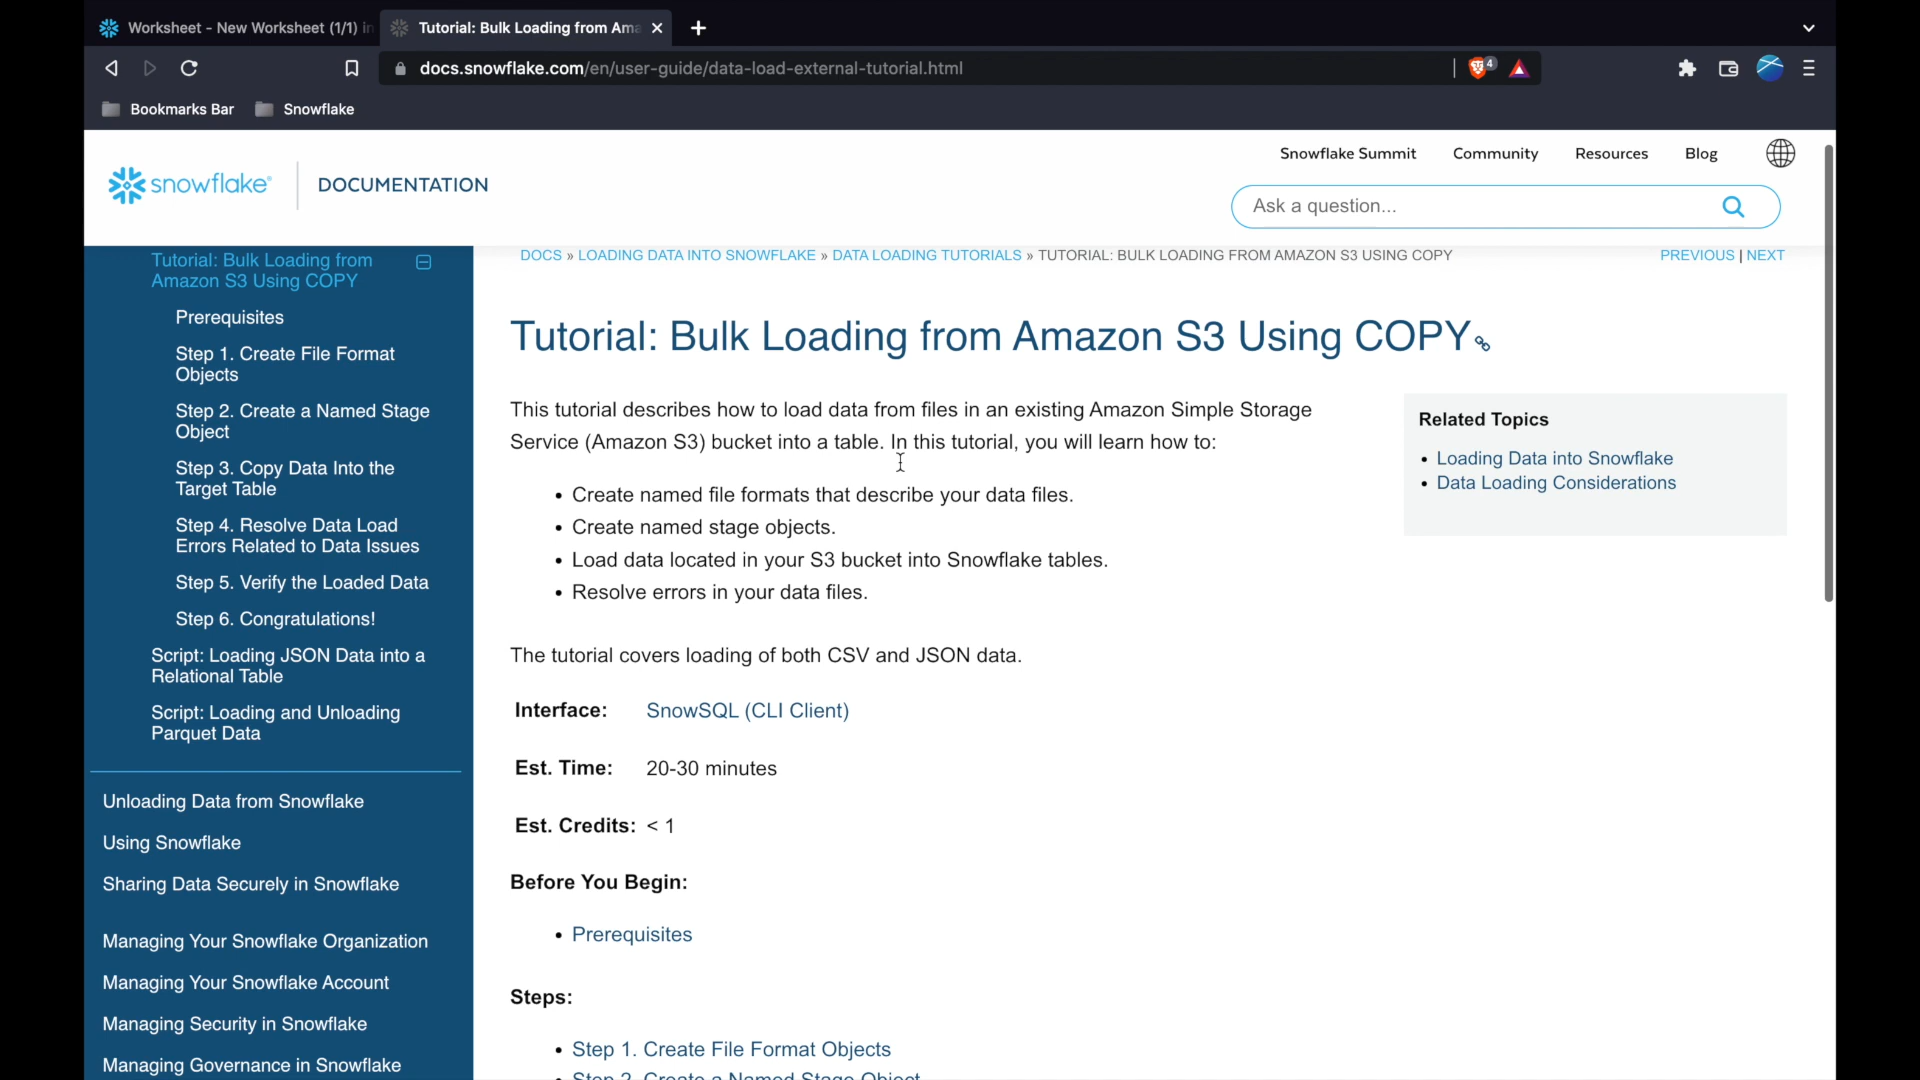 Worksheet - New Worksheet (1/1) in
Tutorial: Bulk Loading from Ama
docs.snowflake.com/en/user-guide/data-load-external-tutorial.html
4
Bookmarks Bar
Snowflake
Snowflake Summit
Community
Resources
Blog
snowflake®
DOCUMENTATION
Ask a question...
Tutorial: Bulk Loading from
Amazon S3 Using COPY
Prerequisites
Step 1. Create File Format
Objects
Step 2. Create a Named Stage
Object
Step 3. Copy Data Into the
Target Table
Step 4. Resolve Data Load
Errors Related to Data Issues
Step 5. Verify the Loaded Data
Step 6. Congratulations!
Script: Loading JSON Data into a
Relational Table
Script: Loading and Unloading
Parquet Data
Unloading Data from Snowflake
Using Snowflake
Sharing Data Securely in Snowflake
Managing Your Snowflake Organization
Managing Your Snowflake Account
Managing Security in Snowflake
Managing Governance in Snowflake
DOCS » LOADING DATA INTO SNOWFLAKE » DATA LOADING TUTORIALS » TUTORIAL: BULK LOADING FROM AMAZON S3 USING COPY
PREVIOUS | NEXT
Tutorial: Bulk Loading from Amazon S3 Using COPY
This tutorial describes how to load data from files in an existing Amazon Simple Storage
Service (Amazon S3) bucket into a table. In this tutorial, you will learn how to:
• Create named file formats that describe your data files.
• Create named stage objects.
• Load data located in your S3 bucket into Snowflake tables.
• Resolve errors in your data files.
The tutorial covers loading of both CSV and JSON data.
Interface: SnowSQL (CLI Client)
Est. Time: 20-30 minutes
Est. Credits: < 1
Before You Begin:
• Prerequisites
Steps:
• Step 1. Create File Format Objects
• Step 2. Create a Named Stage Object
Related Topics
• Loading Data into Snowflake
• Data Loading Considerations